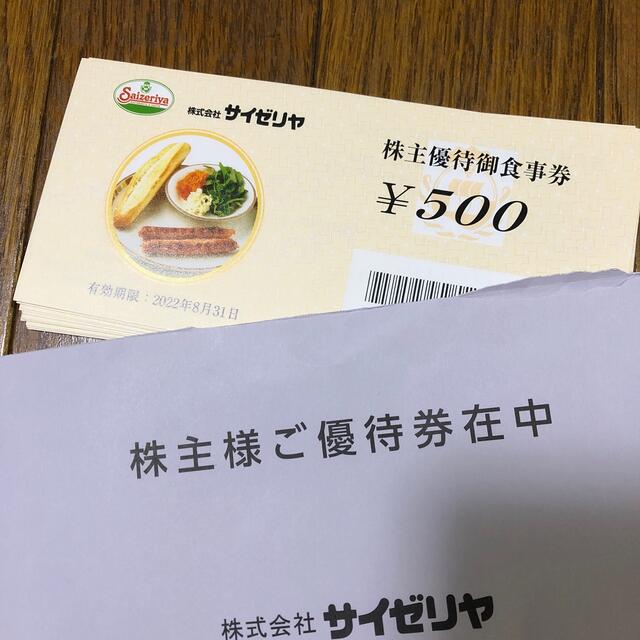 Saizeriya
株式会社 サイゼリヤ
株主優待御食事券
¥500
有効期限：2022年8月31日
株主様ご優待券在中
株式会社 サイゼリヤ